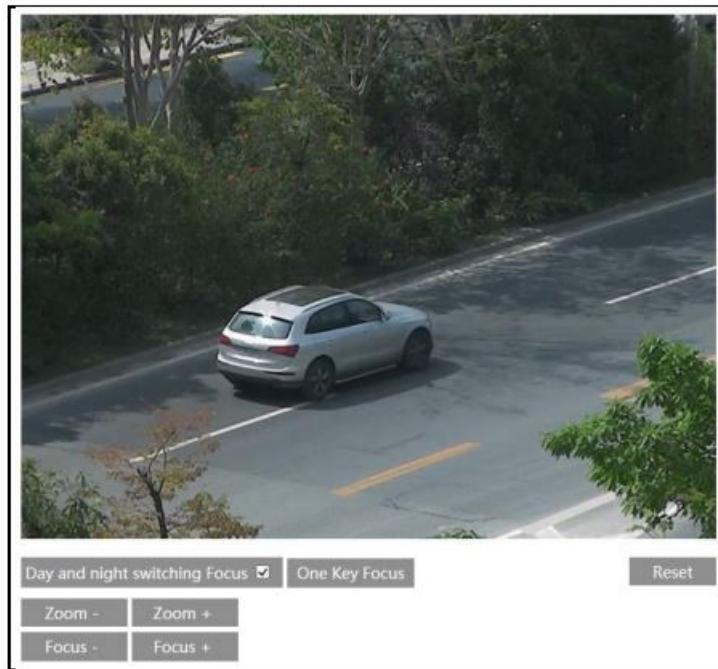 Day and night switching Focus One Key Focus Reset
Zoom - Zoom +
Focus - Focus +